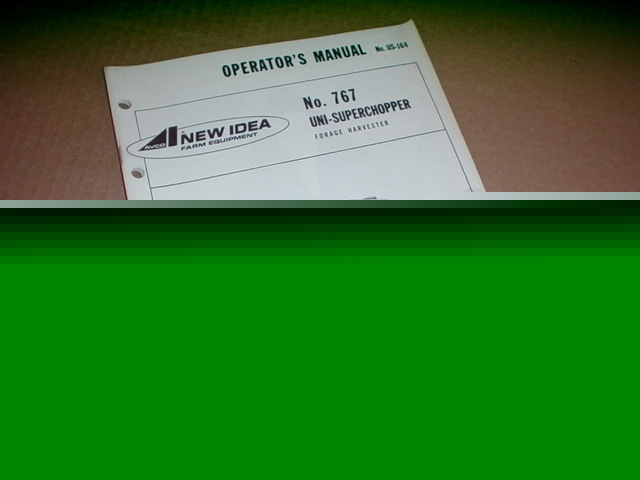 OPERATOR'S MANUAL No. US-164
No. 767
UNI-SUPERCHOPPER
FORAGE HARVESTER
AVCO NEW IDEA
FARM EQUIPMENT